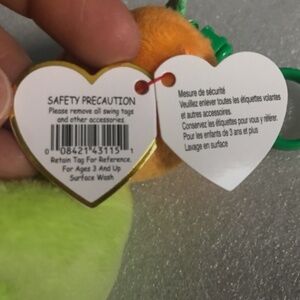 SAFETY PRECAUTION
Please remove all swing tags
and other accessories
0 08421 43115 1
Retain Tag For Reference.
For Ages 3 And Up
Surface Wash
Mesure de sécurité
Veuillez enlever toutes les étiquettes volantes
et autres accessoires.
Conservez les étiquettes pour vous y référer.
Pour les enfants de 3 ans et plus
Lavage en surface